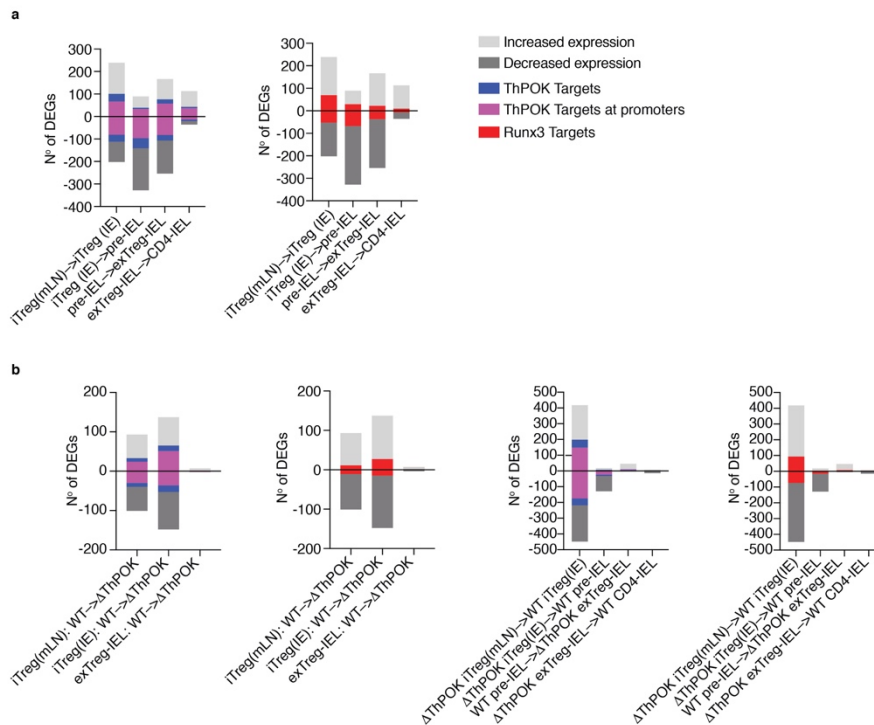 a
300
200
100
0
-100
-200
-300
-400
Nº of DEGs
iTreg(mLN)->iTreg (IE)
iTreg (IE)->pre-IEL
pre-IEL->exTreg-IEL
exTreg-IEL->CD4-IEL
300
200
100
0
-100
-200
-300
-400
Nº of DEGs
iTreg(mLN)->iTreg (IE)
iTreg (IE)->pre-IEL
pre-IEL->exTreg-IEL
exTreg-IEL->CD4-IEL
Increased expression
Decreased expression
ThPOK Targets
ThPOK Targets at promoters
Runx3 Targets
b
200
100
0
-100
-200
Nº of DEGs
iTreg(mLN): WT->ΔThPOK
iTreg(IE): WT->ΔThPOK
exTreg-IEL: WT->ΔThPOK
200
100
0
-100
-200
Nº of DEGs
iTreg(mLN): WT->ΔThPOK
iTreg(IE): WT->ΔThPOK
exTreg-IEL: WT->ΔThPOK
500
400
300
200
100
0
-100
-200
-300
-400
-500
Nº of DEGs
ΔThPOK iTreg(mLN)->WT iTreg(IE)
ΔThPOK iTreg(IE)->WT pre-IEL
WT pre-IEL->ΔThPOK exTreg-IEL
ΔThPOK exTreg-IEL->WT CD4-IEL
500
400
300
200
100
0
-100
-200
-300
-400
-500
Nº of DEGs
ΔThPOK iTreg(mLN)->WT iTreg(IE)
ΔThPOK iTreg(IE)->WT pre-IEL
WT pre-IEL->ΔThPOK exTreg-IEL
ΔThPOK exTreg-IEL->WT CD4-IEL